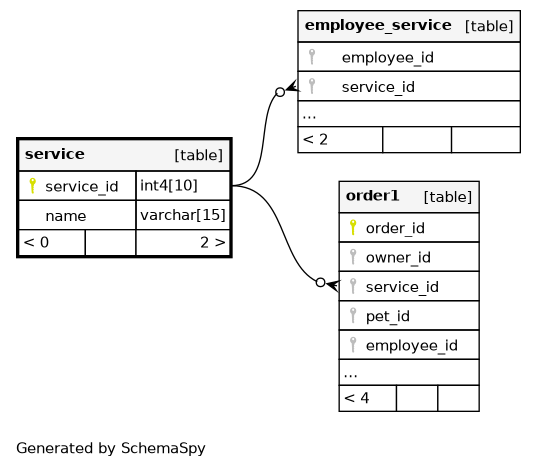 employee_service [table]
employee_id
service_id
...
< 2
service [table]
service_id int4[10]
name varchar[15]
< 0 2 >
order1 [table]
order_id
owner_id
service_id
pet_id
employee_id
...
< 4
Generated by SchemaSpy